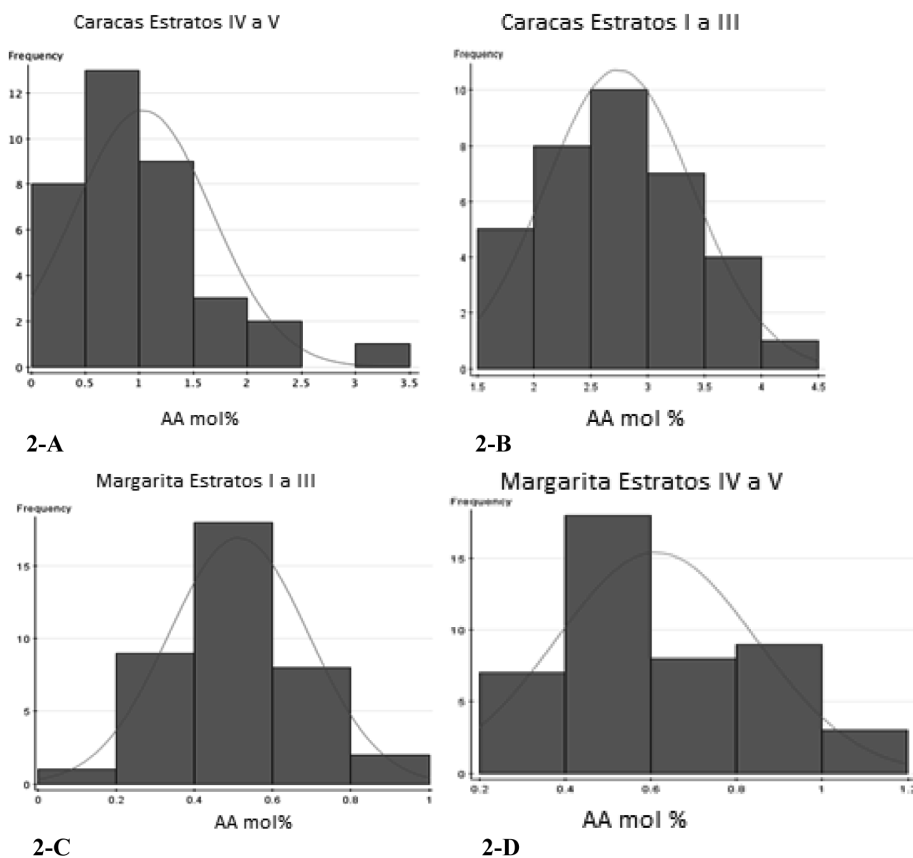 Caracas Estratos IV a V
Frequency
12
10
8
6
4
2
0
0 0.5 1 1.5 2 2.5 3 3.5
AA mol%
2-A
Caracas Estratos I a III
Frequency
10
8
6
4
2
0
1.5 2 2.5 3 3.5 4 4.5
AA mol %
2-B
Margarita Estratos I a III
Frequency
15
10
5
0
0 0.2 0.4 0.6 0.8 1
AA mol%
2-C
Margarita Estratos IV a V
Frequency
15
10
5
0
0.2 0.4 0.6 0.8 1 1.2
AA mol %
2-D